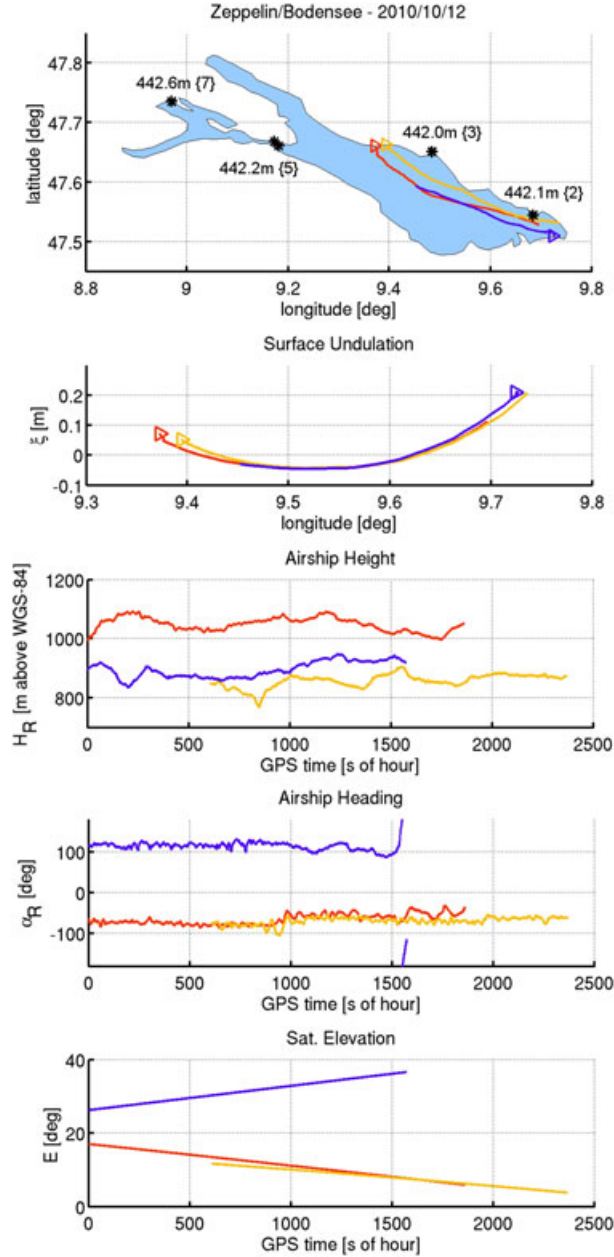 Zeppelin/Bodensee - 2010/10/12
47.8
442.6m {7}
47.7
442.0m {3}
442.2m {5}
47.6
442.1m {2}
47.5
latitude [deg]
8.8 9 9.2 9.4 9.6 9.8
longitude [deg]
Surface Undulation
0.2
0.1
0
-0.1
ξ [m]
9.3 9.4 9.5 9.6 9.7 9.8
longitude [deg]
Airship Height
1200
1000
800
H_R [m above WGS-84]
0 500 1000 1500 2000 2500
GPS time [s of hour]
Airship Heading
100
0
-100
α_R [deg]
0 500 1000 1500 2000 2500
GPS time [s of hour]
Sat. Elevation
40
20
0
E [deg]
0 500 1000 1500 2000 2500
GPS time [s of hour]